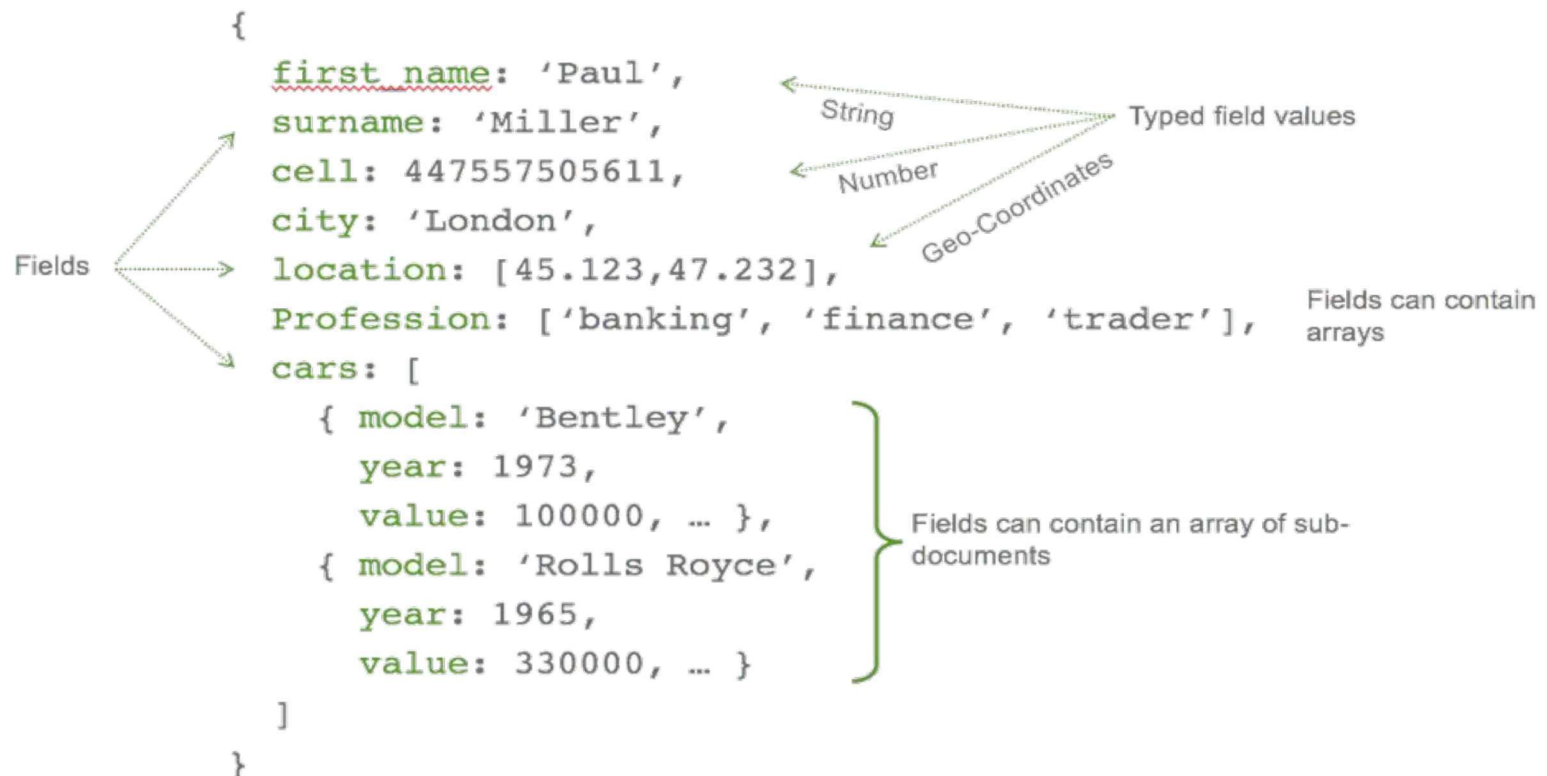 {
first_name: ‘Paul’,
surname: ‘Miller’,
cell: 447557505611,
city: ‘London’,
location: [45.123,47.232],
Profession: [‘banking’, ‘finance’, ‘trader’],
cars: [
{ model: ‘Bentley’,
year: 1973,
value: 100000, … },
{ model: ‘Rolls Royce’,
year: 1965,
value: 330000, … }
]
}
Fields
String
Number
Geo-Coordinates
Typed field values
Fields can contain
arrays
Fields can contain an array of sub-
documents